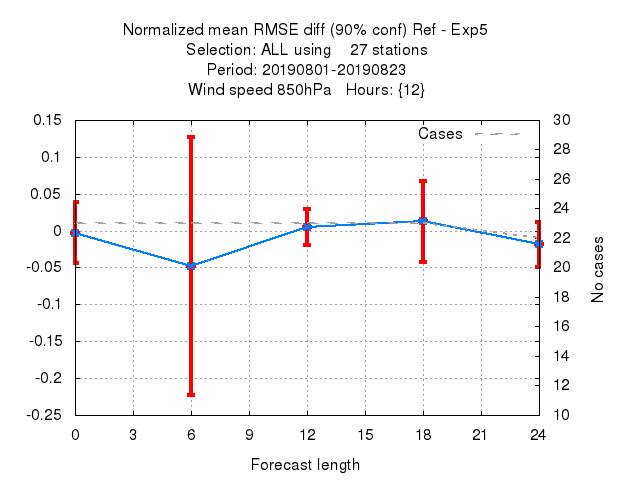 Normalized mean RMSE diff (90% conf) Ref - Exp5
Selection: ALL using    27 stations
Period: 20190801-20190823
Wind speed 850hPa   Hours: {12}
Cases
0.15
0.1
0.05
0
-0.05
-0.1
-0.15
-0.2
-0.25
30
28
26
24
22
20
18
16
14
12
10
No cases
0 3 6 9 12 15 18 21 24
Forecast length